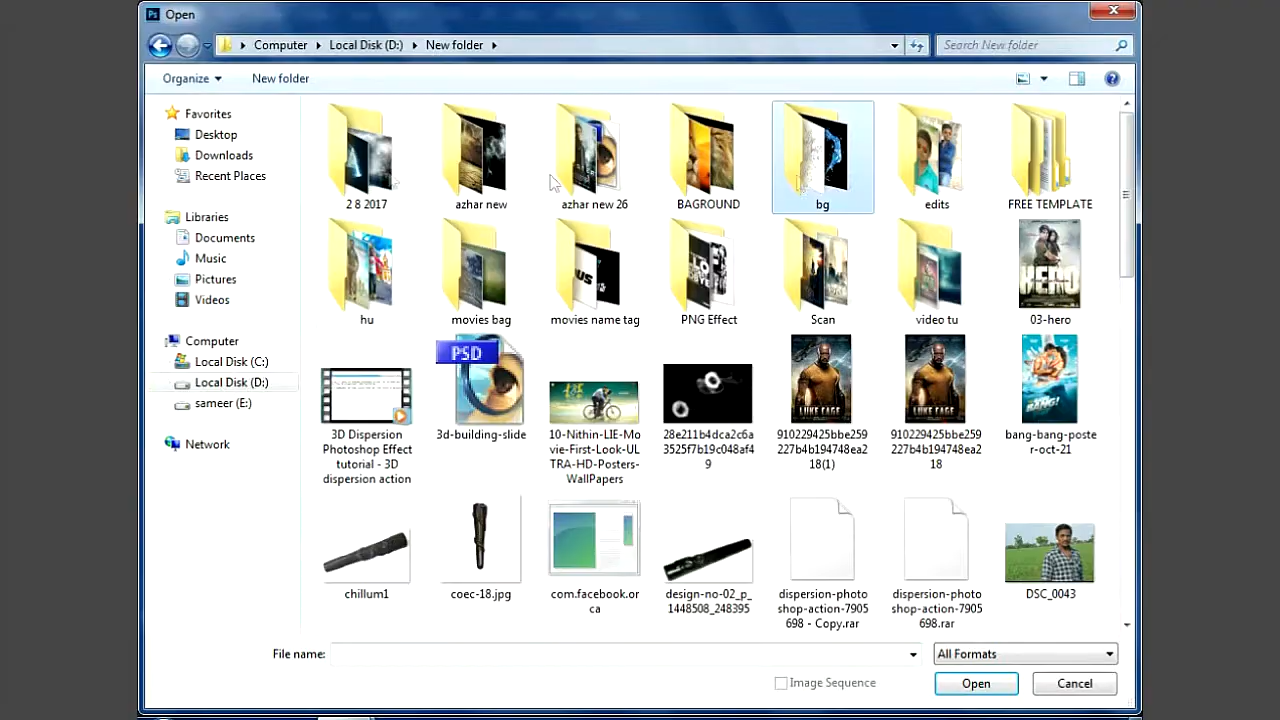 Ps Open
Computer Local Disk (D:) New folder
Search New folder
Organize New folder
Favorites
Desktop
Downloads
Recent Places
Libraries
Documents
Music
Pictures
Videos
Computer
Local Disk (C:)
Local Disk (D:)
sameer (E:)
Network
2 8 2017
azhar new
azhar new 26
BAGROUND
bg
edits
FREE TEMPLATE
hu
movies bag
movies name tag
PNG Effect
Scan
video tu
HERO
03-hero
3D Dispersion
Photoshop Effect
tutorial - 3D
dispersion action
PSD
3d-building-slide
10-Nithin-LIE-Mo
vie-First-Look-UL
TRA-HD-Posters-
WallPapers
28e211b4dca2c6a
3525f7b19c048af4
9
LUKE CAGE
910229425bbe259
227b4b194748ea2
18(1)
LUKE CAGE
910229425bbe259
227b4b194748ea2
18
BANG!
bang-bang-poste
r-oct-21
chillum1
coec-18.jpg
com.facebook.or
ca
design-no-02_p_
1448508_248395
dispersion-photo
shop-action-7905
698 - Copy.rar
dispersion-photo
shop-action-7905
698.rar
DSC_0043
File name:
All Formats
Image Sequence
Open
Cancel